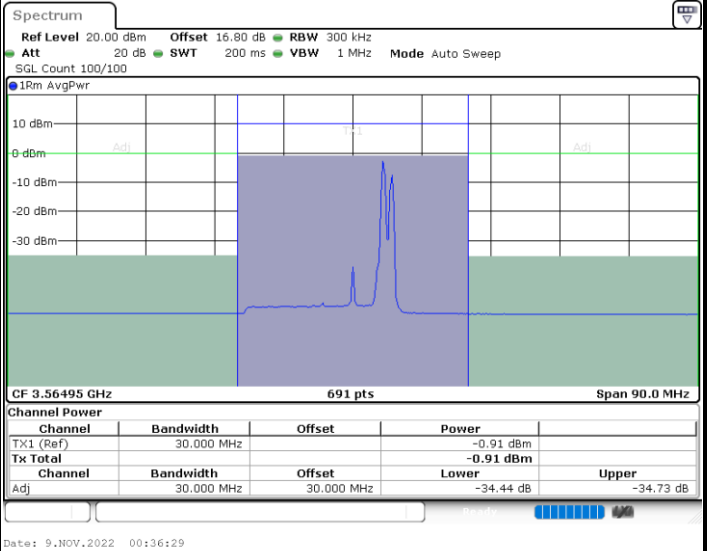 Spectrum
Ref Level 20.00 dBm Offset 16.80 dB RBW 300 kHz
Att 20 dB SWT 200 ms VBW 1 MHz Mode Auto Sweep
SGL Count 100/100
1Rm AvgPwr
10 dBm
TX1
Adj Adj
0 dBm
-10 dBm
-20 dBm
-30 dBm
CF 3.56495 GHz 691 pts Span 90.0 MHz
Channel Power
Channel Bandwidth Offset Power
TX1 (Ref) 30.000 MHz -0.91 dBm
Tx Total -0.91 dBm
Channel Bandwidth Offset Lower Upper
Adj 30.000 MHz 30.000 MHz -34.44 dB -34.73 dB
Ready
Date: 9.NOV.2022 00:36:29